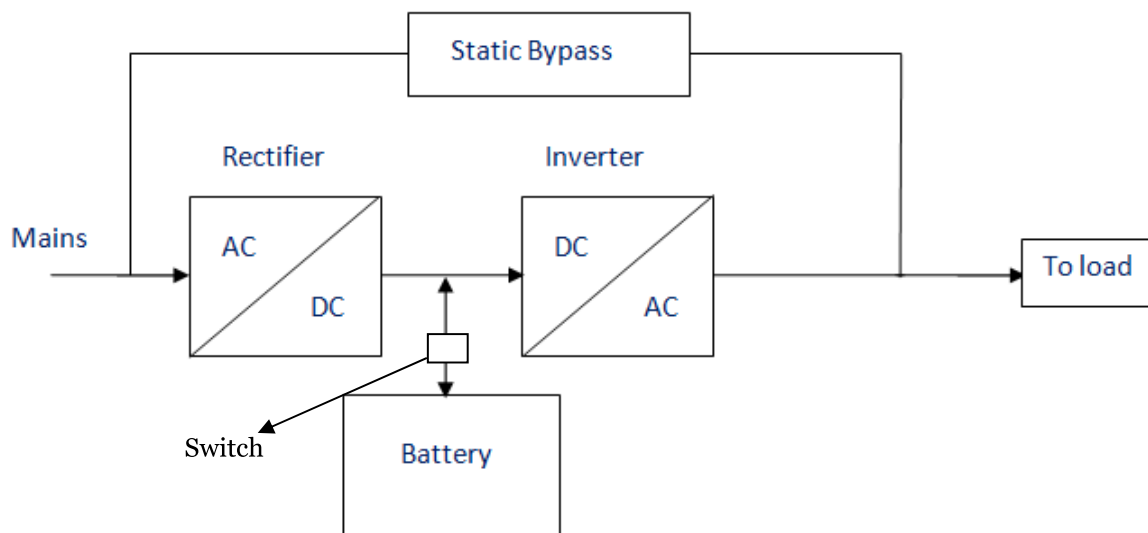 Static Bypass
Rectifier
Inverter
Mains
AC
DC
DC
AC
To load
Switch
Battery